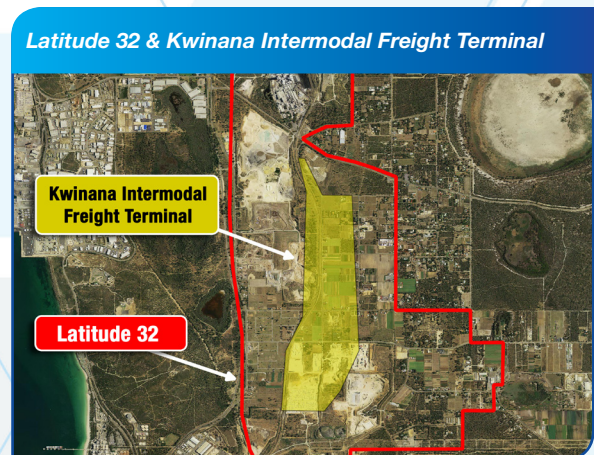 Latitude 32 & Kwinana Intermodal Freight Terminal
Kwinana Intermodal
Freight Terminal
Latitude 32